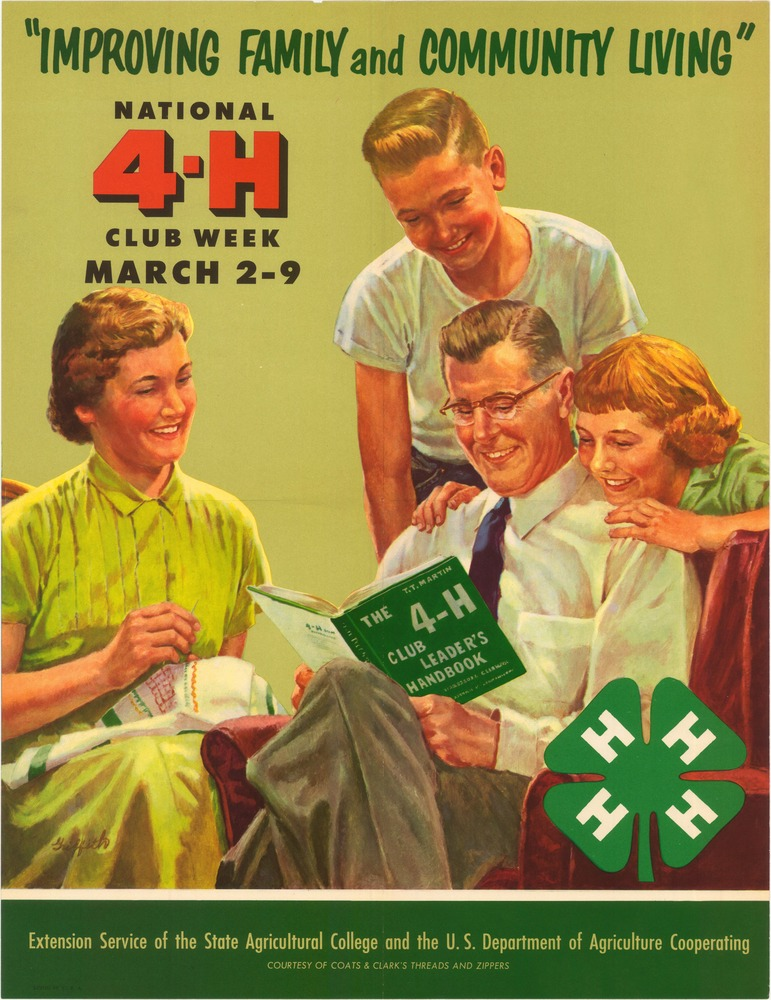 "IMPROVING FAMILY and COMMUNITY LIVING"
NATIONAL
4-H
CLUB WEEK
MARCH 2-9
T.T. MARTIN
THE 4-H
CLUB LEADER'S
HANDBOOK
H H
H H
Extension Service of the State Agricultural College and the U. S. Department of Agriculture Cooperating
COURTESY OF COATS & CLARK'S THREADS AND ZIPPERS